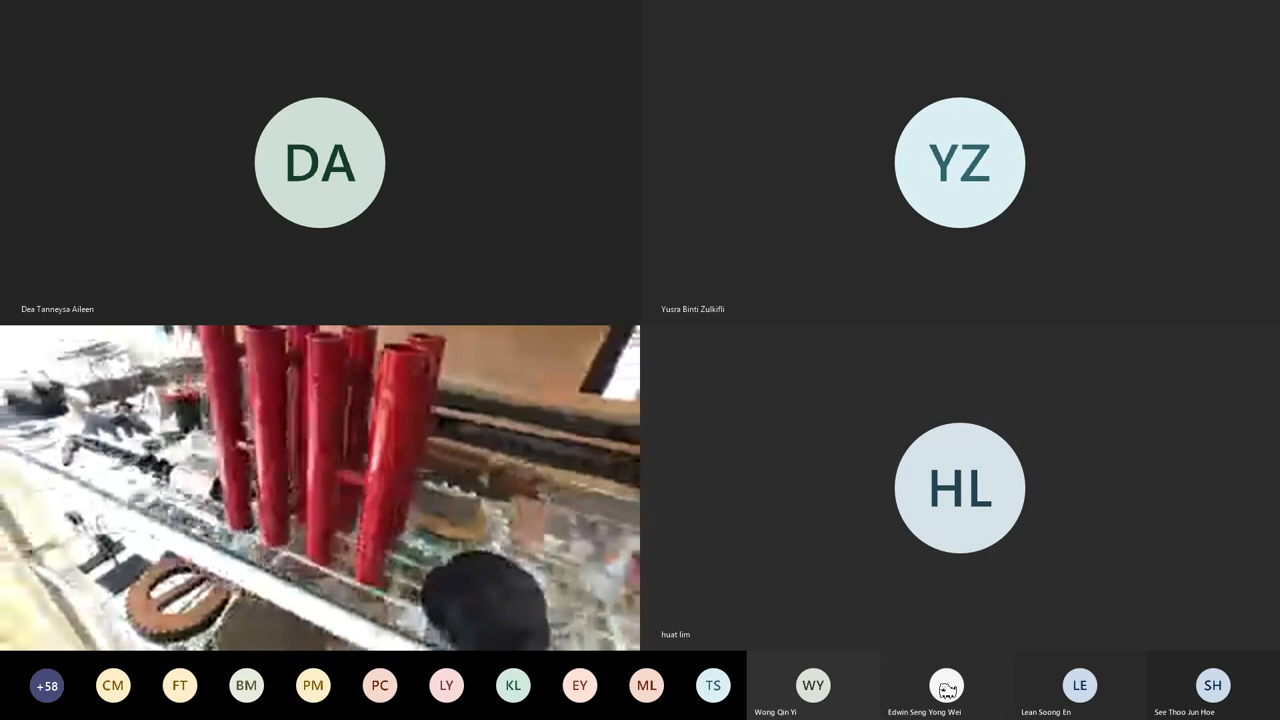 DA
YZ
Dea Tanneysa Aileen
Yusra Binti Zulkifli
HL
huat lim
+58
CM
FT
BM
PM
PC
LY
KL
EY
ML
TS
WY
LE
SH
Wong Qin Yi
Edwin Seng Yong Wei
Lean Soong En
See Thoo Jun Hoe